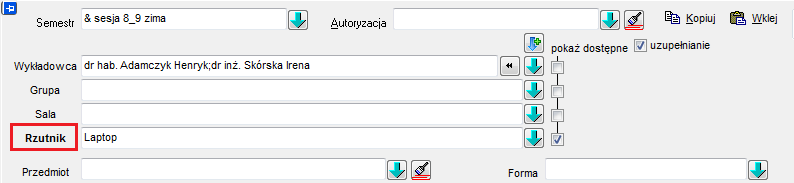 Semestr & sesja 8_9 zima Autoryzacja Kopiuj Wklej
pokaż dostępne uzupełnianie
Wykładowca dr hab. Adamczyk Henryk;dr inż. Skórska Irena
Grupa
Sala
Rzutnik Laptop
Przedmiot Forma